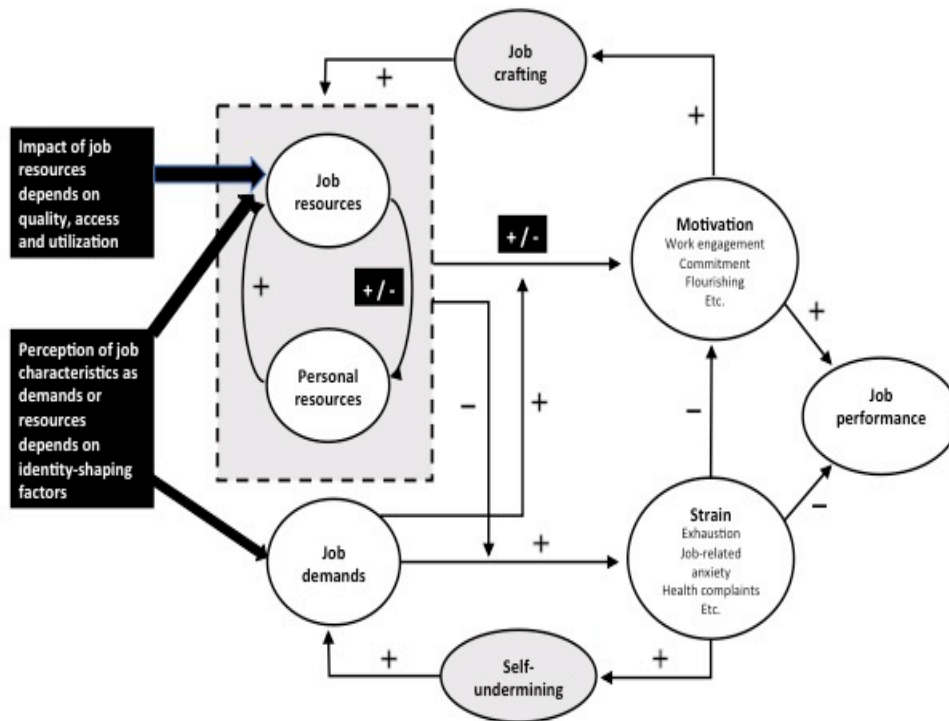 Job
crafting
+
+
Impact of job
resources
depends on
quality, access
and utilization
Job
resources
+
+ / -
Personal
resources
+ / -
Motivation
Work engagement
Commitment
Flourishing
Etc.
+
Perception of job
characteristics as
demands or
resources
depends on
identity-shaping
factors
–
+
–
Job
performance
Job
demands
+
Strain
Exhaustion
Job-related
anxiety
Health complaints
Etc.
–
+
Self-
undermining
+